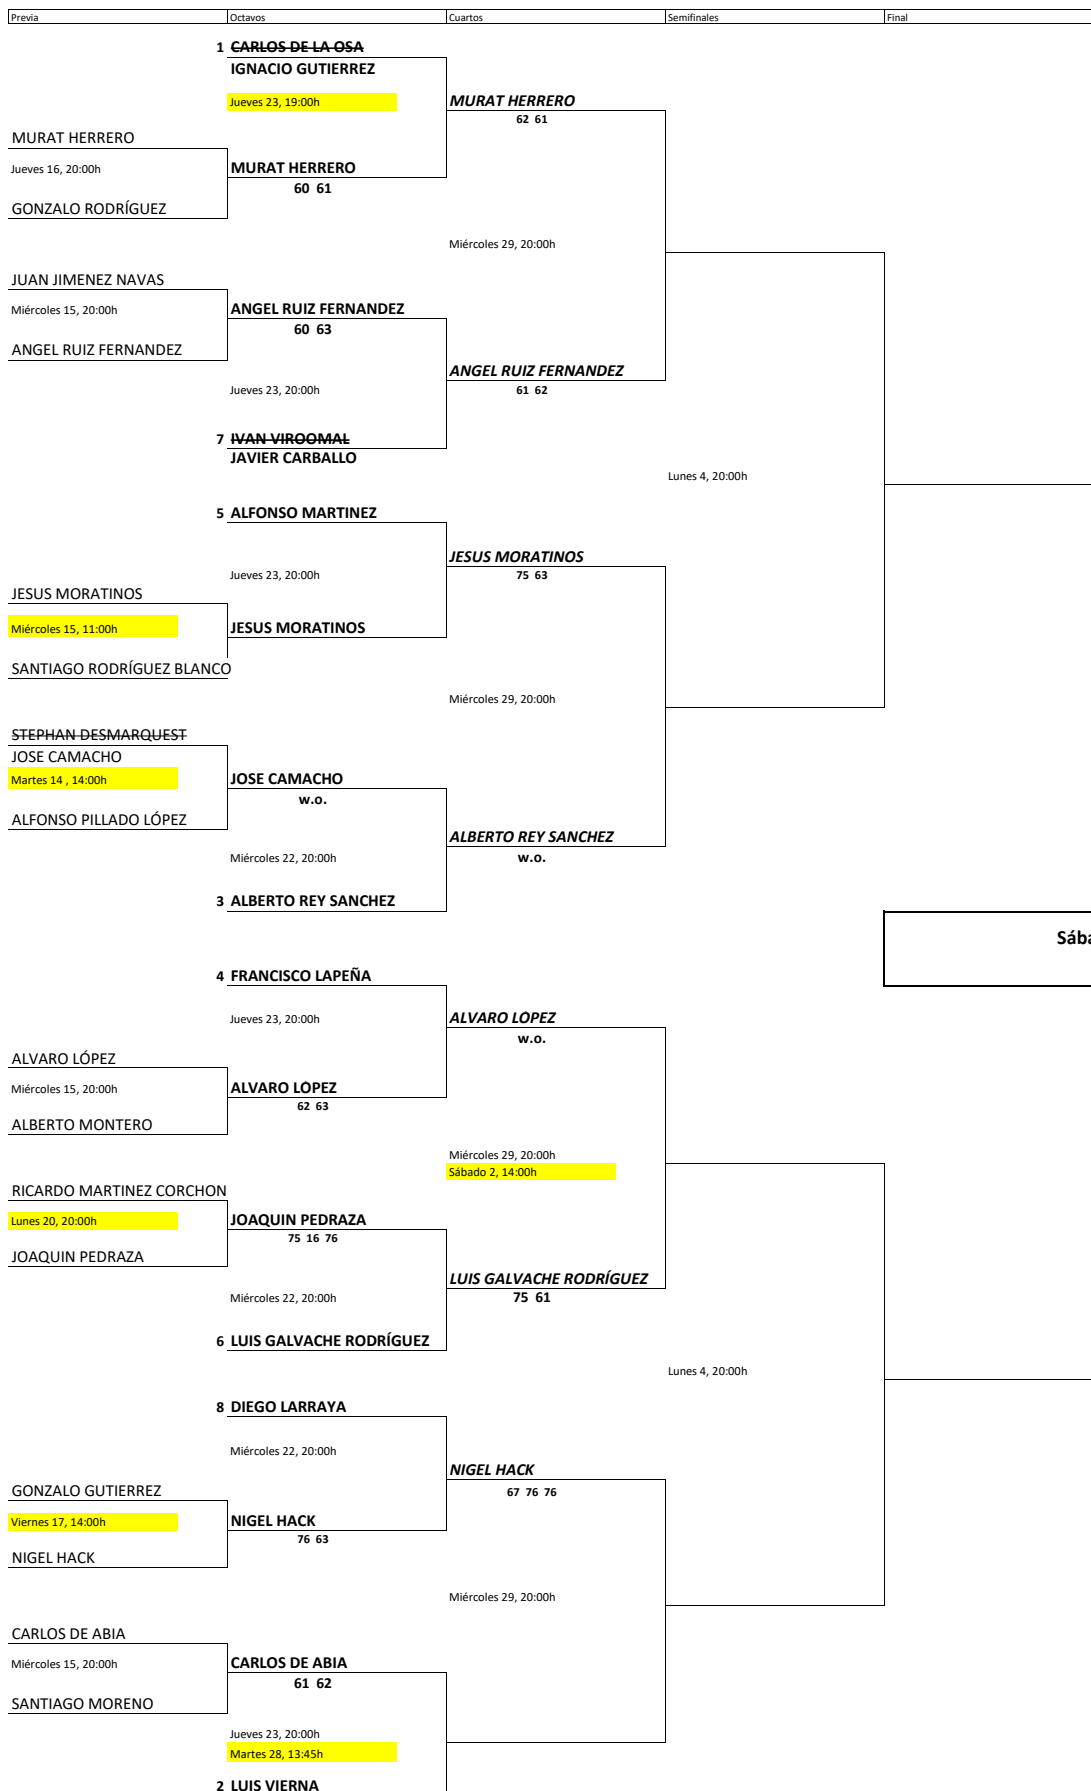 Previa Octavos Cuartos Semifinales Final
1 CARLOS DE LA OSA
IGNACIO GUTIERREZ
Jueves 23, 19:00h
MURAT HERRERO
62 61
MURAT HERRERO
Jueves 16, 20:00h
MURAT HERRERO
60 61
GONZALO RODRÍGUEZ
Miércoles 29, 20:00h
JUAN JIMENEZ NAVAS
Miércoles 15, 20:00h
ANGEL RUIZ FERNANDEZ
60 63
ANGEL RUIZ FERNANDEZ
ANGEL RUIZ FERNANDEZ
61 62
Jueves 23, 20:00h
7 IVAN VIROOMAL
JAVIER CARBALLO
Lunes 4, 20:00h
5 ALFONSO MARTINEZ
JESUS MORATINOS
75 63
Jueves 23, 20:00h
JESUS MORATINOS
Miércoles 15, 11:00h
JESUS MORATINOS
SANTIAGO RODRÍGUEZ BLANCO
Miércoles 29, 20:00h
STEPHAN DESMARQUEST
JOSE CAMACHO
Martes 14 , 14:00h
JOSE CAMACHO
w.o.
ALFONSO PILLADO LÓPEZ
ALBERTO REY SANCHEZ
w.o.
Miércoles 22, 20:00h
3 ALBERTO REY SANCHEZ
Sába
4 FRANCISCO LAPEÑA
Jueves 23, 20:00h
ALVARO LÓPEZ
w.o.
ALVARO LÓPEZ
Miércoles 15, 20:00h
ALVARO LÓPEZ
62 63
ALBERTO MONTERO
Miércoles 29, 20:00h
Sábado 2, 14:00h
RICARDO MARTINEZ CORCHON
Lunes 20, 20:00h
JOAQUIN PEDRAZA
75 16 76
JOAQUIN PEDRAZA
LUIS GALVACHE RODRÍGUEZ
75 61
Miércoles 22, 20:00h
6 LUIS GALVACHE RODRÍGUEZ
Lunes 4, 20:00h
8 DIEGO LARRAYA
Miércoles 22, 20:00h
NIGEL HACK
67 76 76
GONZALO GUTIERREZ
Viernes 17, 14:00h
NIGEL HACK
76 63
NIGEL HACK
Miércoles 29, 20:00h
CARLOS DE ABIA
Miércoles 15, 20:00h
CARLOS DE ABIA
61 62
SANTIAGO MORENO
Jueves 23, 20:00h
Martes 28, 13:45h
2 LUIS VIERNA